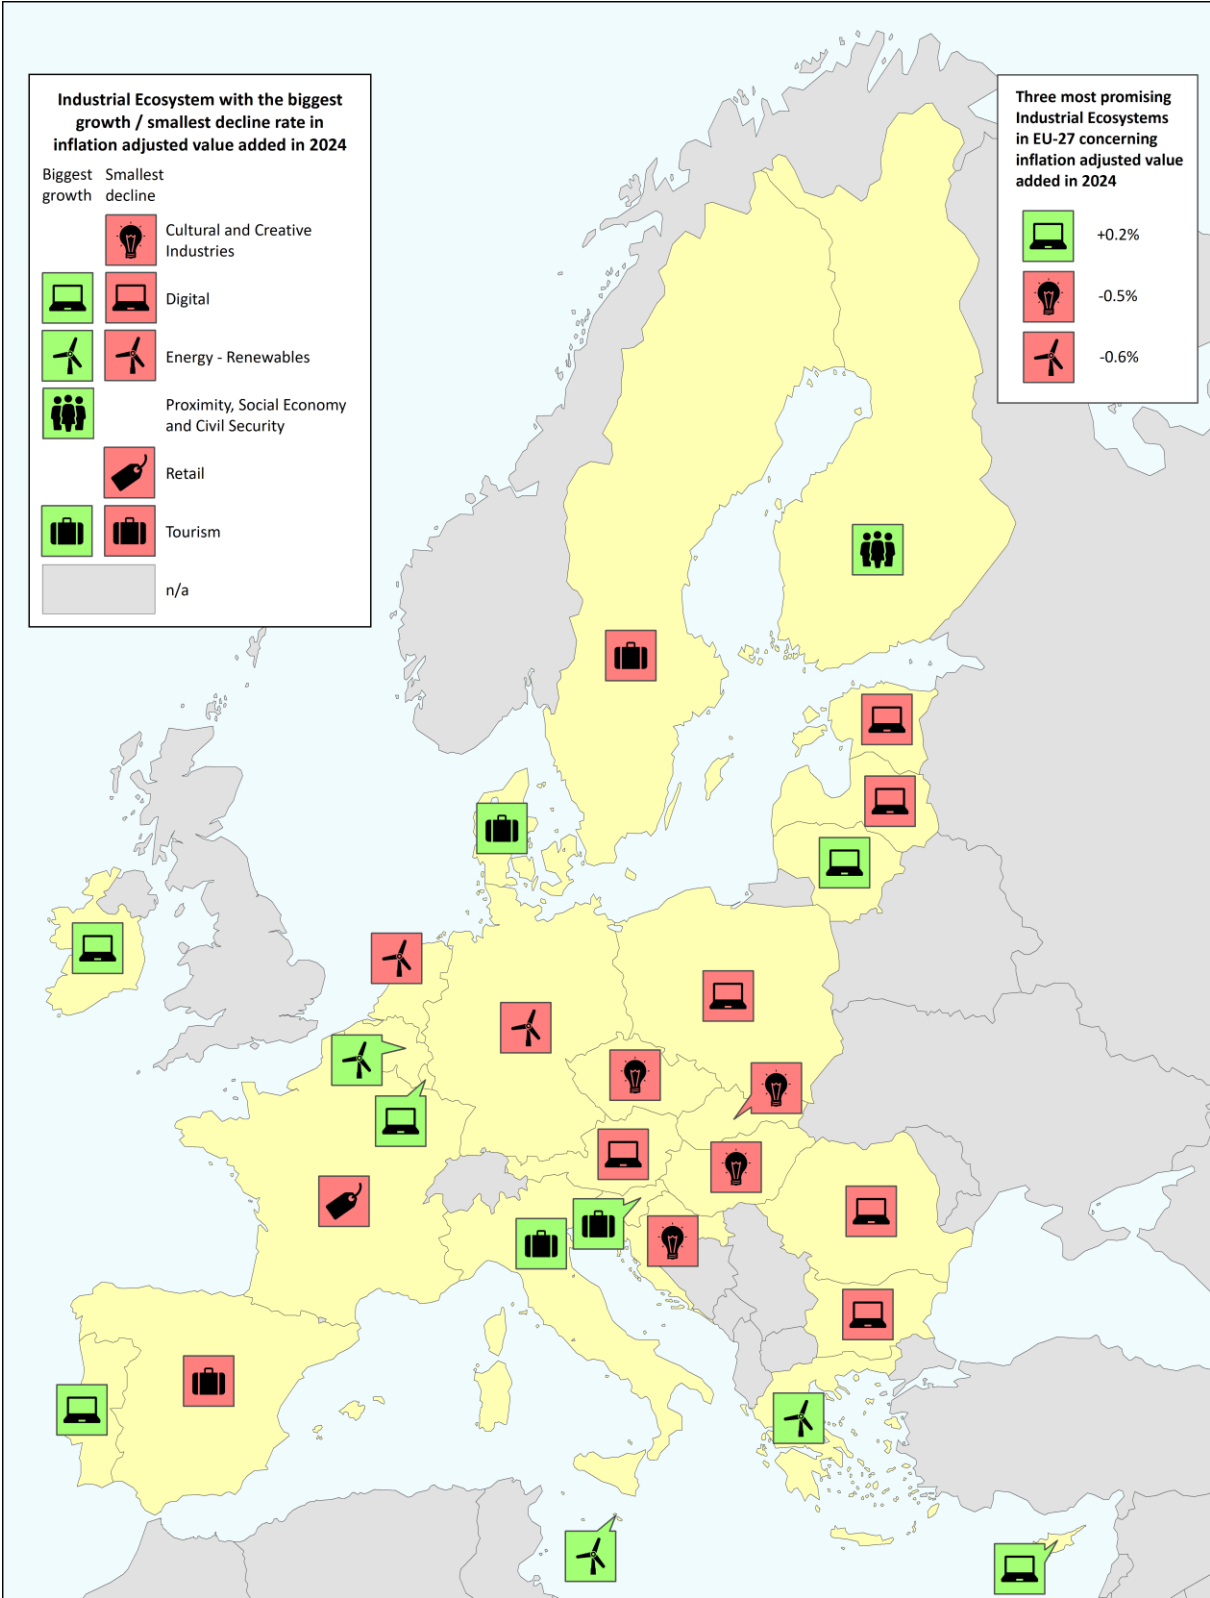 Industrial Ecosystem with the biggest
growth / smallest decline rate in
inflation adjusted value added in 2024
Biggest Smallest
growth decline
Cultural and Creative
Industries
Digital
Energy - Renewables
Proximity, Social Economy
and Civil Security
Retail
Tourism
n/a
Three most promising
Industrial Ecosystems
in EU-27 concerning
inflation adjusted value
added in 2024
+0.2%
-0.5%
-0.6%